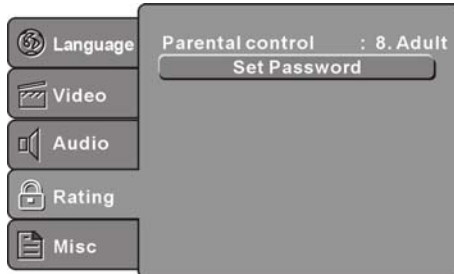 Language
Video
Audio
Rating
Misc
Parental control : 8. Adult
Set Password